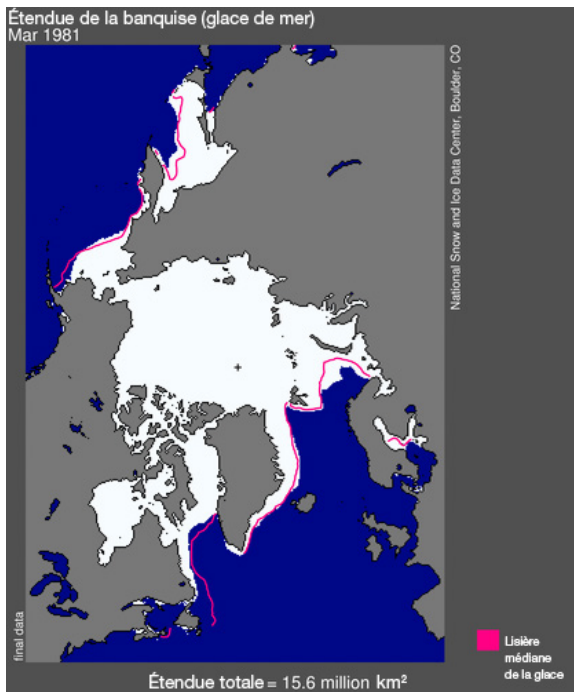 Étendue de la banquise (glace de mer)
Mar 1981
National Snow and Ice Data Center, Boulder, CO
final data
Lisière
médiane
de la glace
Étendue totale = 15.6 million km²